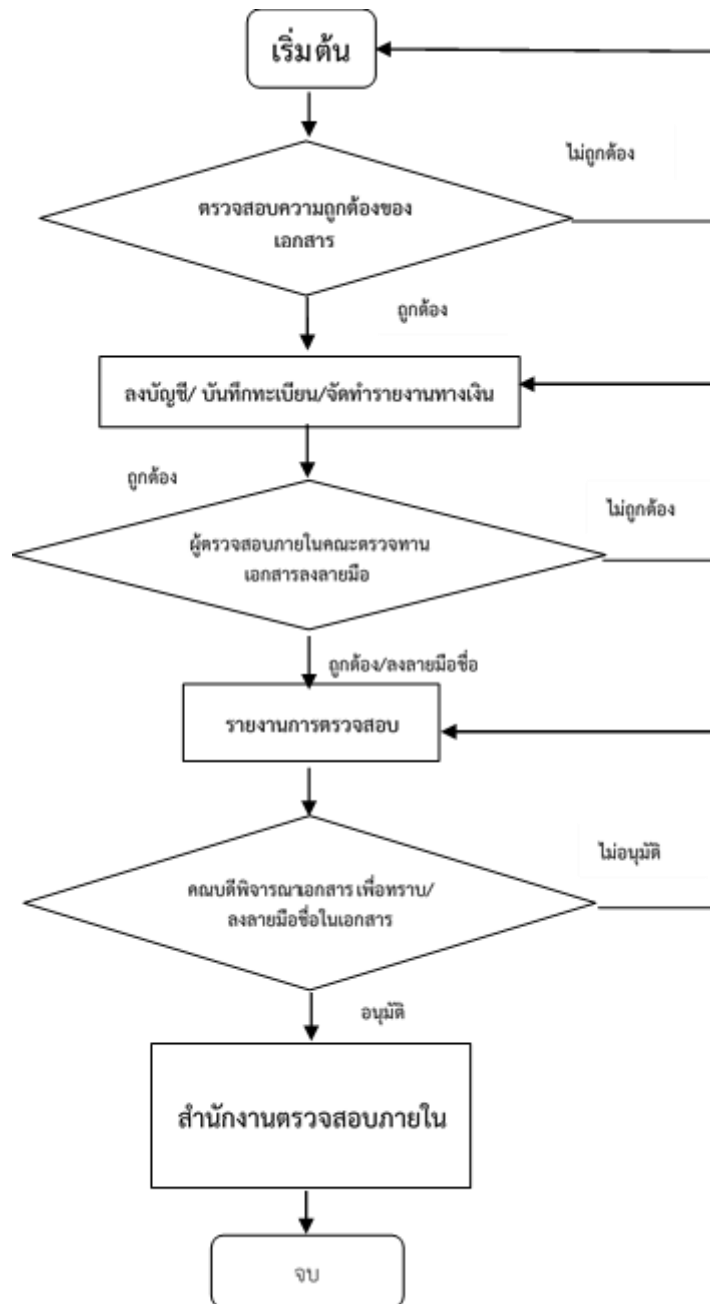 เริ่มต้น
ไม่ถูกต้อง
ตรวจสอบความถูกต้องของ
เอกสาร
ถูกต้อง
ลงบัญชี/ บันทึกทะเบียน/จัดทำรายงานทางเงิน
ถูกต้อง
ไม่ถูกต้อง
ผู้ตรวจสอบภายในคณะตรวจทาน
เอกสารลงลายมือ
ถูกต้อง/ลงลายมือชื่อ
รายงานการตรวจสอบ
ไม่อนุมัติ
คณบดีพิจารณาเอกสาร เพื่อทราบ/
ลงลายมือชื่อในเอกสาร
อนุมัติ
สำนักงานตรวจสอบภายใน
จบ